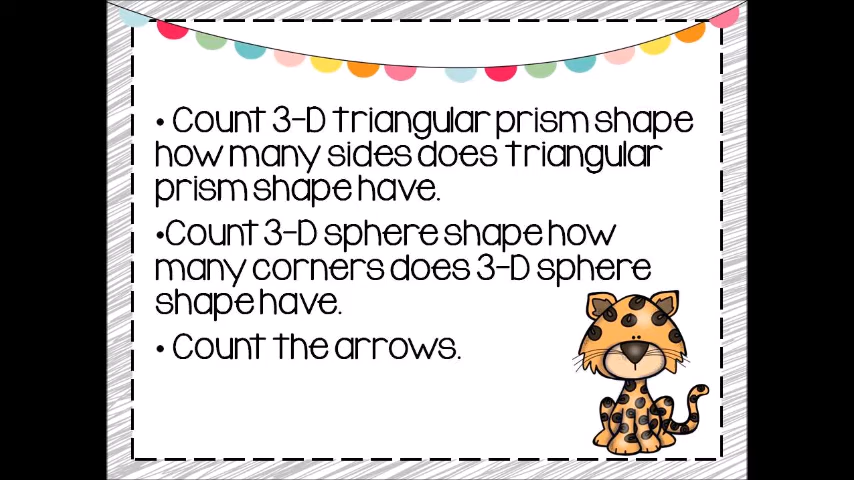 • Count 3-D triangular prism shape
how many sides does triangular
prism shape have.
•Count 3-D sphere shape how
many corners does 3-D sphere
shape have.
• Count the arrows.